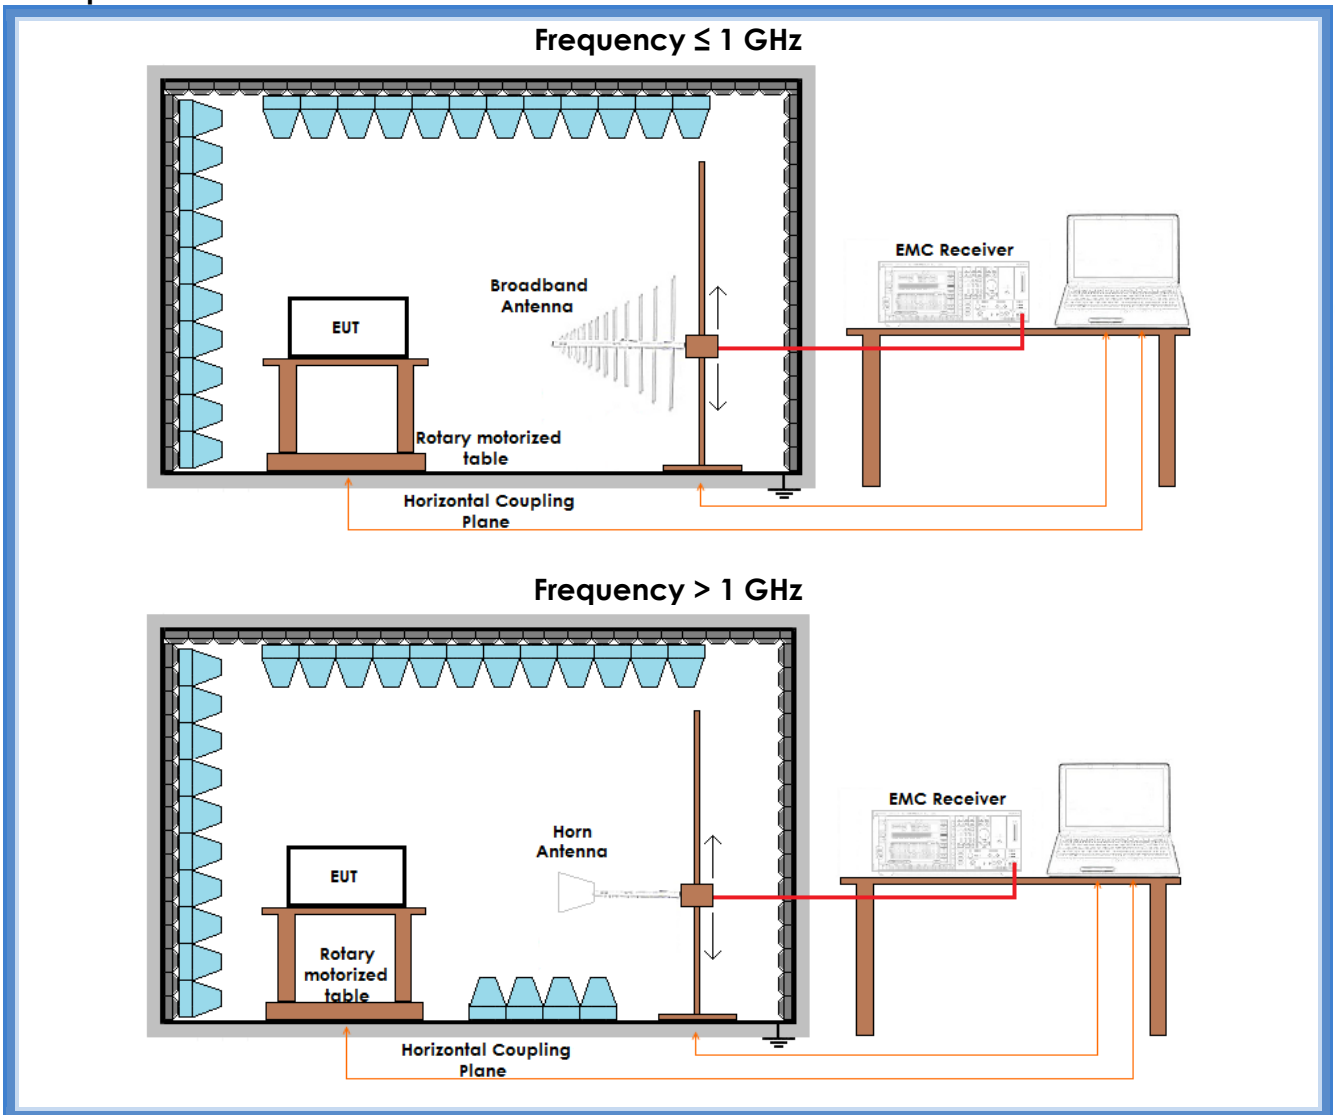 Frequency ≤ 1 GHz
EMC Receiver
Broadband
Antenna
EUT
Rotary motorized
table
Horizontal Coupling
Plane
Frequency > 1 GHz
EMC Receiver
Horn
Antenna
EUT
Rotary
motorized
table
Horizontal Coupling
Plane